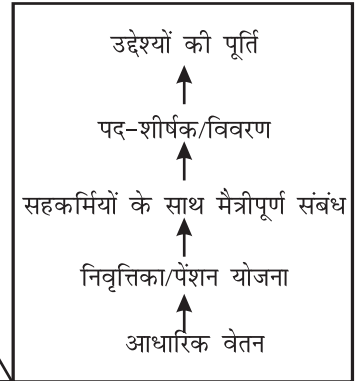 उद्देश्यों की पूर्ति
पद-शीर्षक/विवरण
सहकर्मियों के साथ मैत्रीपूर्ण संबंध
निवृत्तिका/पेंशन योजना
आधारिक वेतन